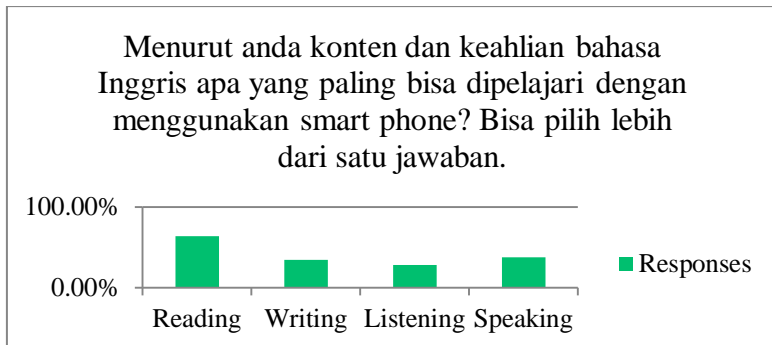 Menurut anda konten dan keahlian bahasa
Inggris apa yang paling bisa dipelajari dengan
menggunakan smart phone? Bisa pilih lebih
dari satu jawaban.
100.00%
0.00%
Reading Writing Listening Speaking
Responses